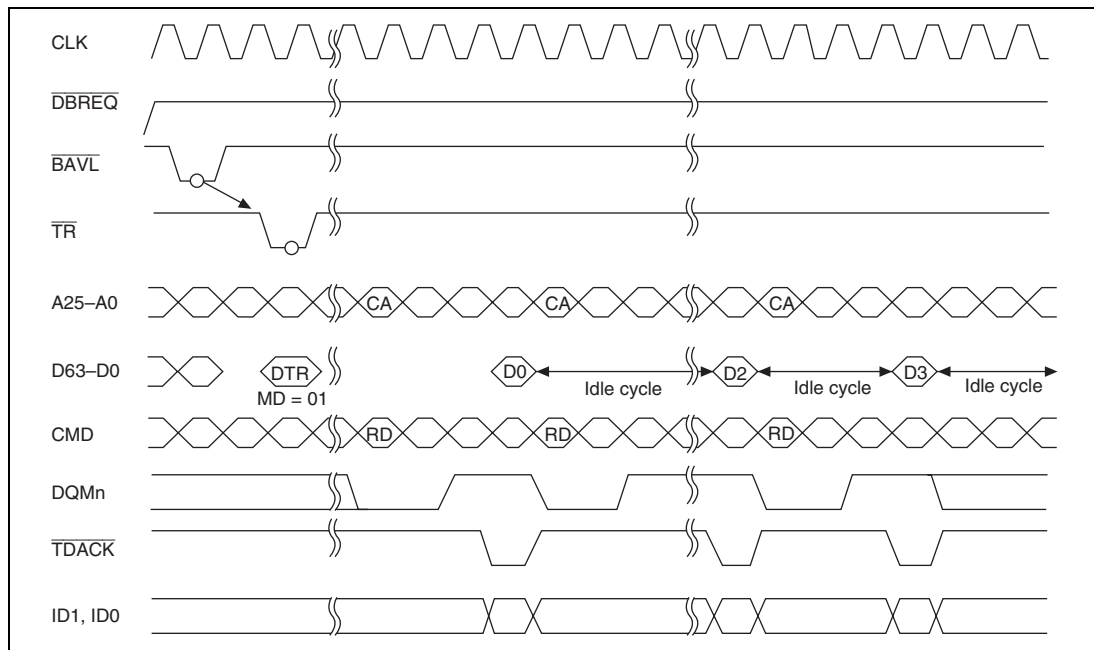 CLK
DBREQ
BAVL
TR
A25–A0 CA CA CA
D63–D0 DTR D0 Idle cycle D2 Idle cycle D3 Idle cycle
MD = 01
CMD RD RD RD
DQMn
TDACK
ID1, ID0